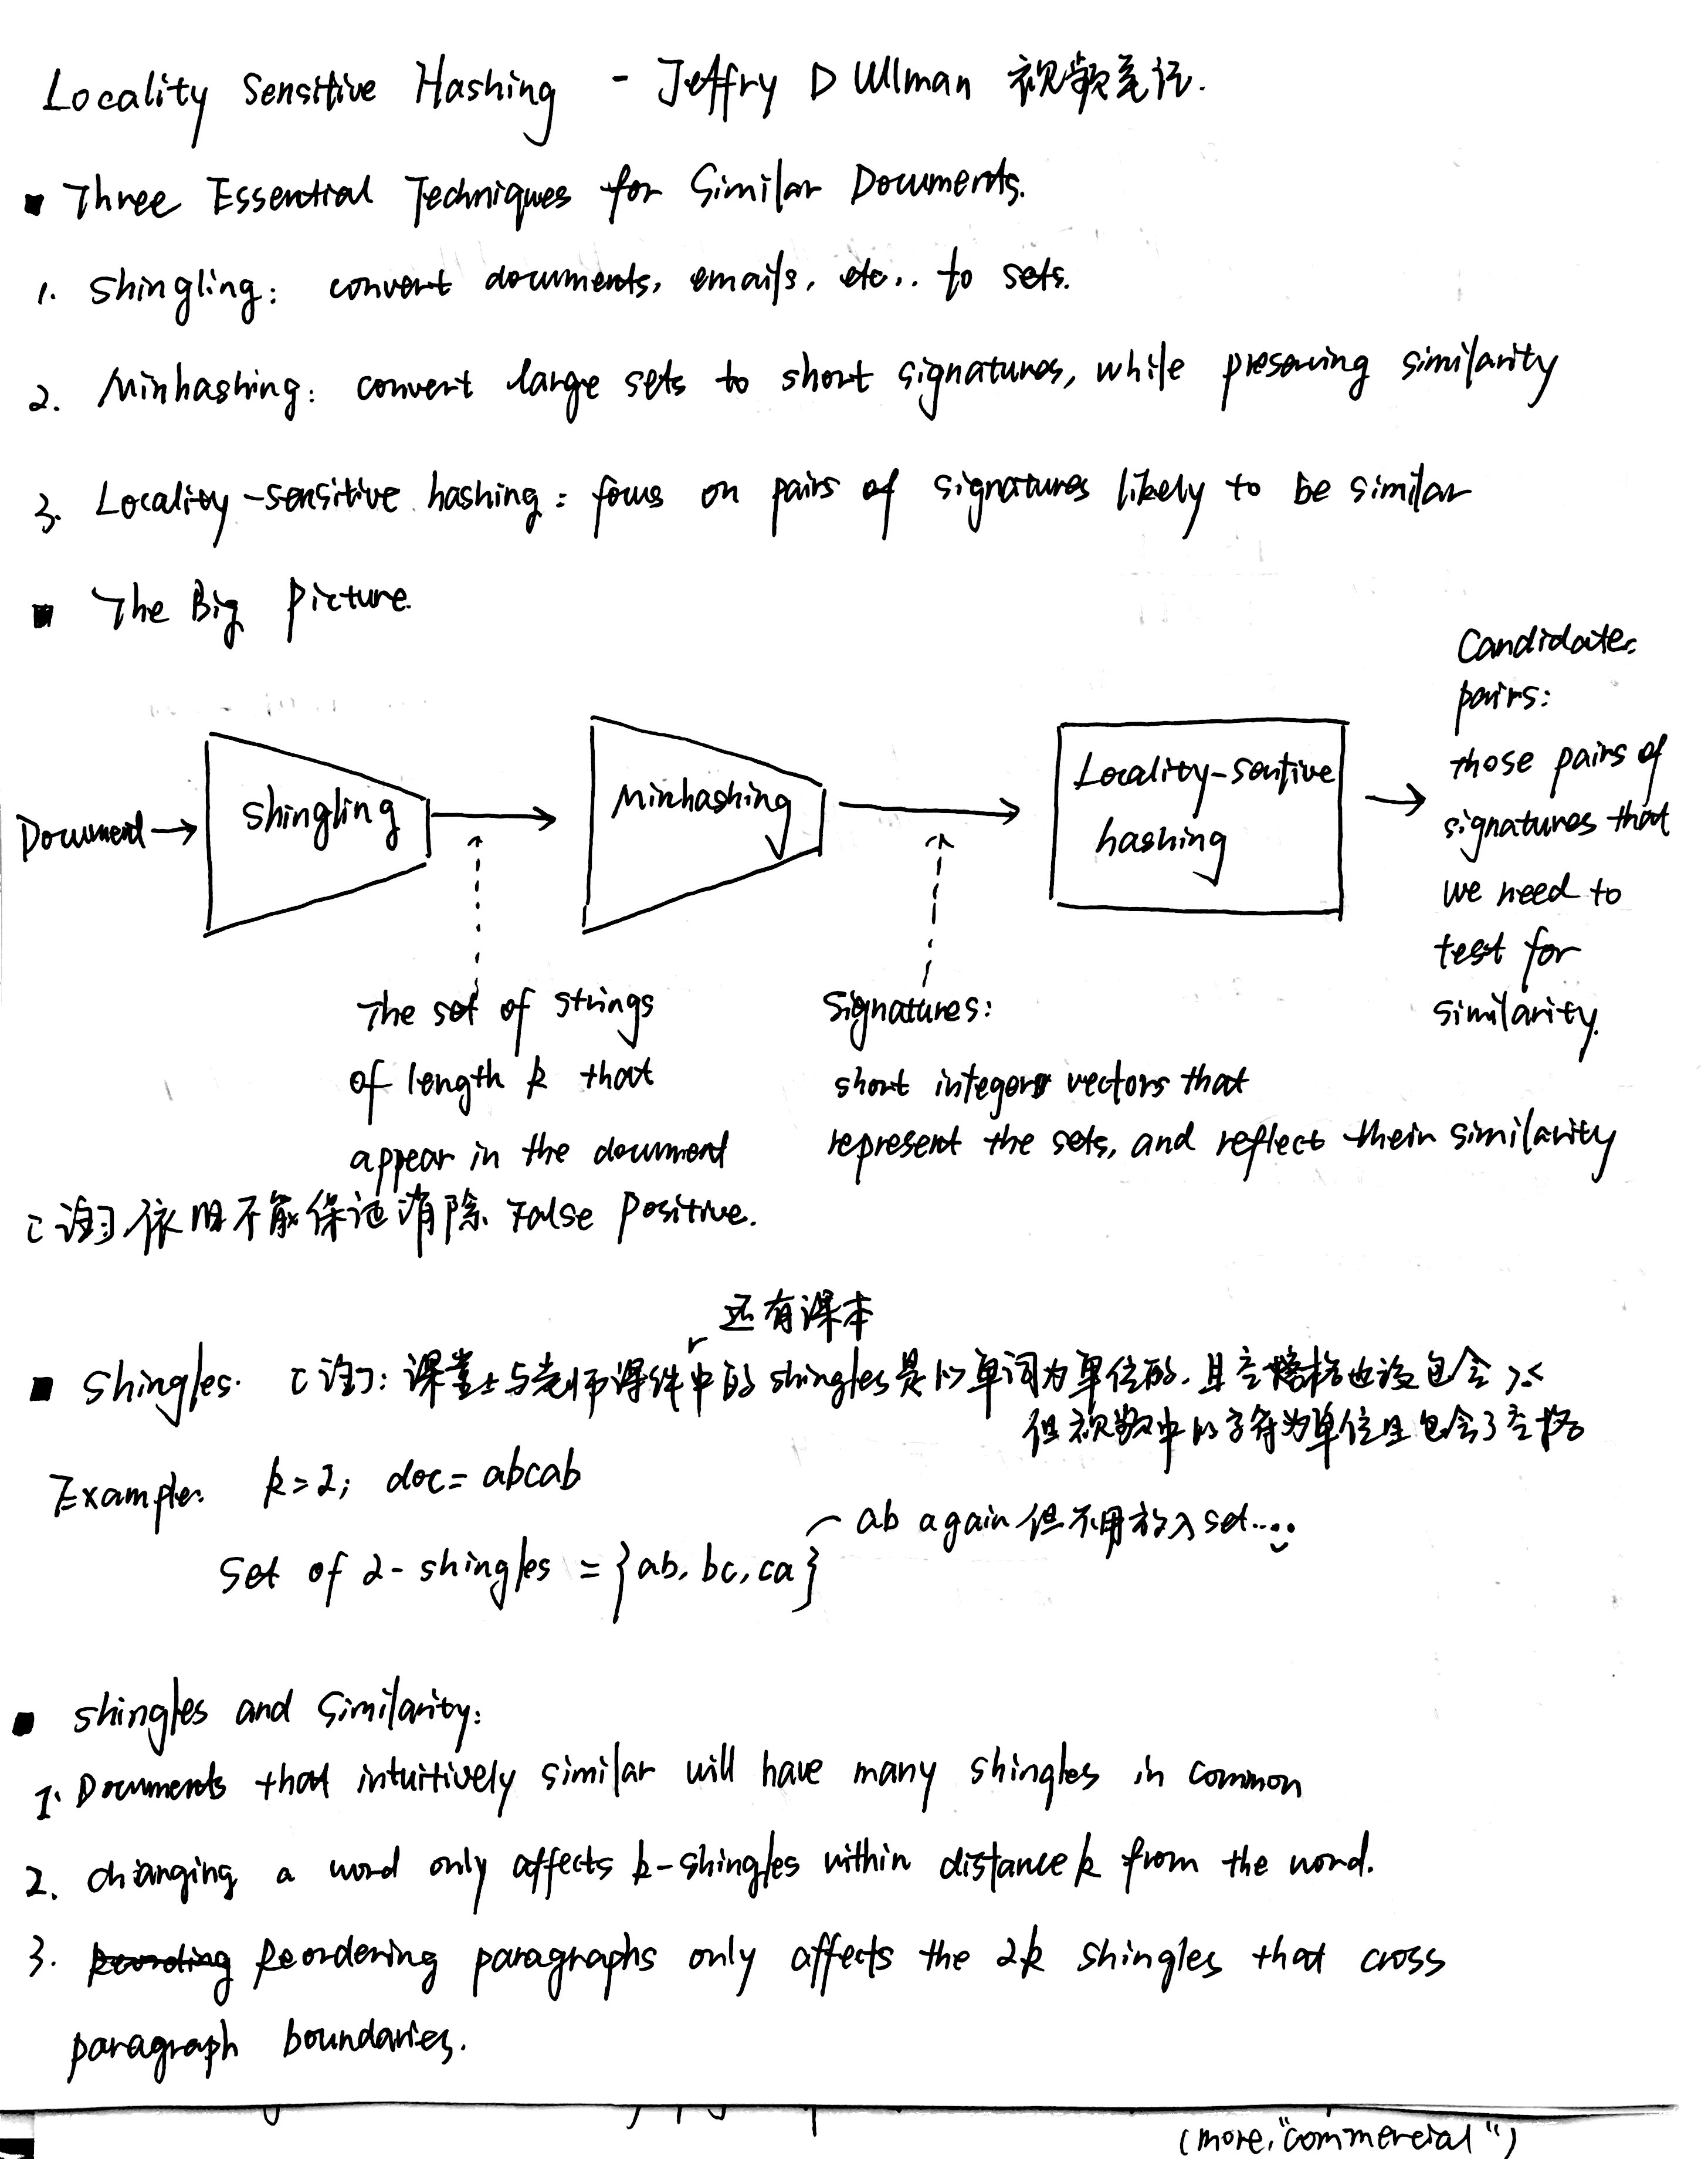 Locality Sensitive Hashing - Jeffry D Ullman 视频笔记.
▪ Three Essential Techniques for Similar Documents.
1. Shingling: convert documents, emails, etc.. to sets.
2. Minhashing: convert large sets to short signatures, while preserving similarity
3. Locality-sensitive hashing: focus on pairs of signatures likely to be similar
▪ The Big Picture.
Document → Shingling → Minhashing → Locality-senstive hashing →
Candidate
pairs:
those pairs of
signatures that
we need to
test for
similarity.
The set of strings
of length k that
appear in the document
Signatures:
short integers vectors that
represent the sets, and reflect their similarity
[注] 依旧不能保证消除 False Positive.
还有课本
▪ Shingles. [注]: 课堂上与老师课件中的 shingles 是以单词为单位的, 且空格也没包含
但视频中以字符为单位且包含了空格
Example: k=2; doc= abcab
Set of 2-shingles = {ab, bc, ca}
ab again 但不用放入 set....
▪ Shingles and Similarity:
1. Documents that intuitively similar will have many shingles in common
2. changing a word only affects k-shingles within distance k from the word.
3. Reordering paragraphs only affects the 2k shingles that cross
paragraph boundaries.
(more, "commercial")